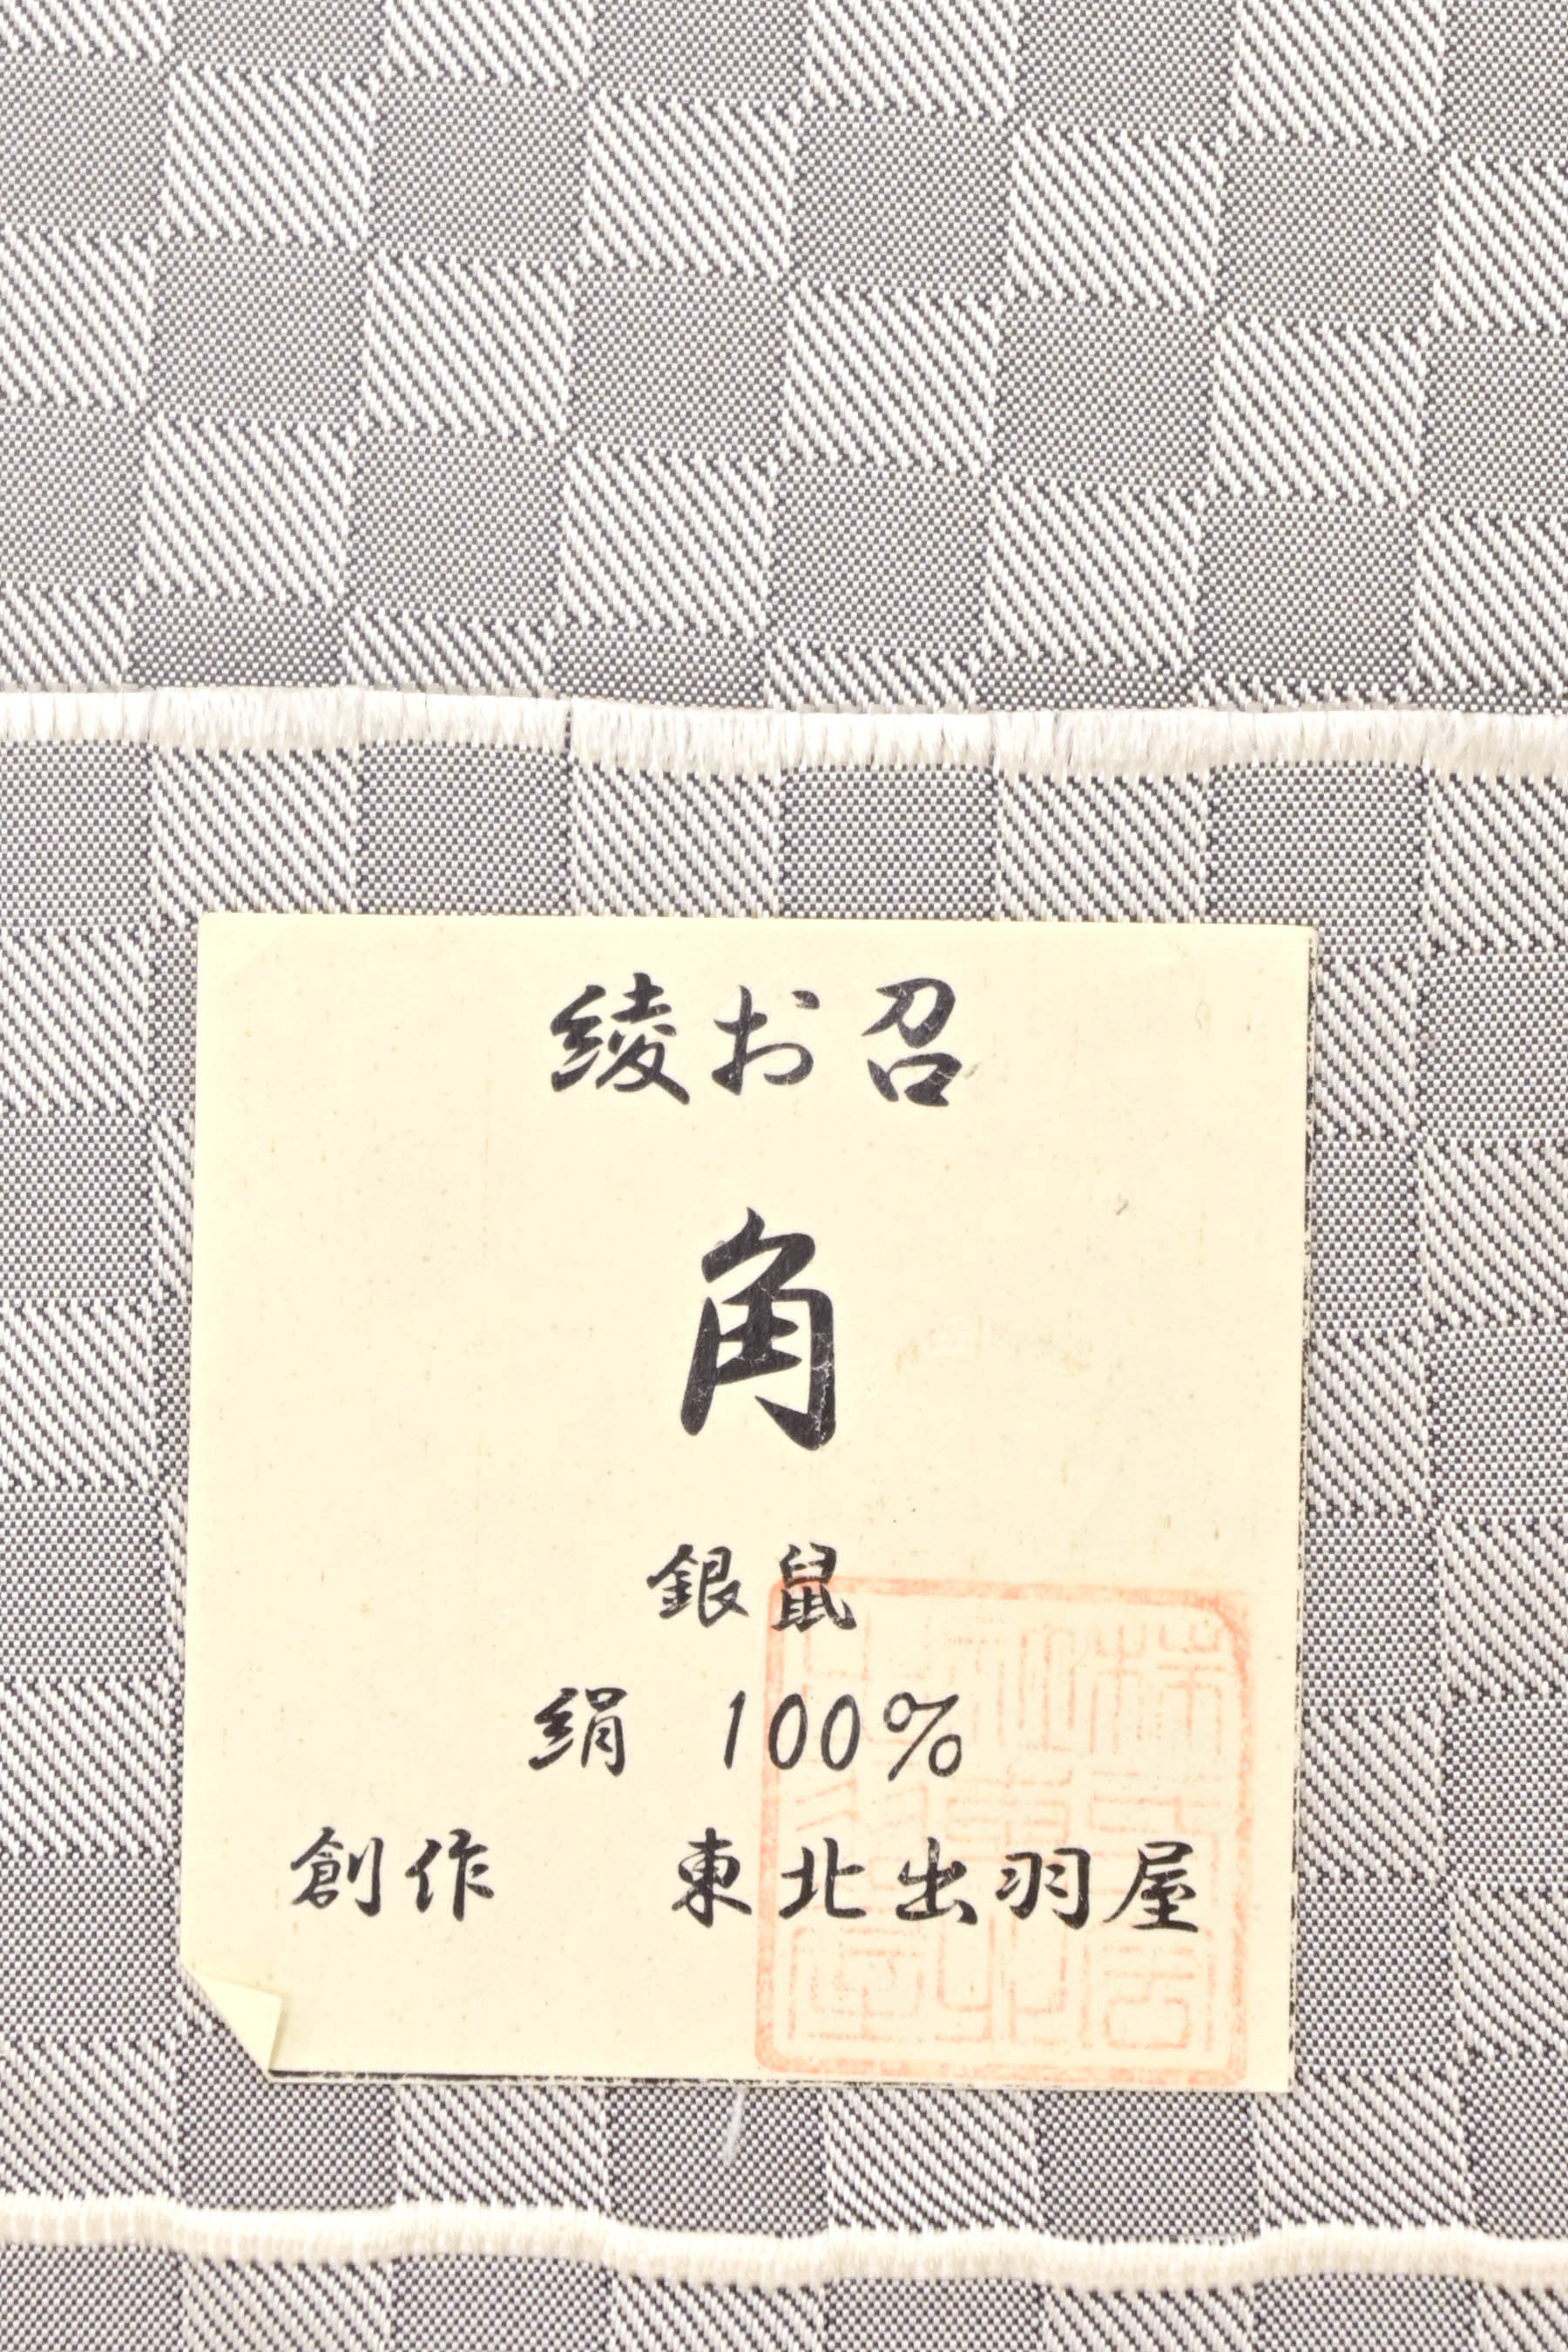 綾お召
角
銀鼠
絹 100%
創作 東北出羽屋